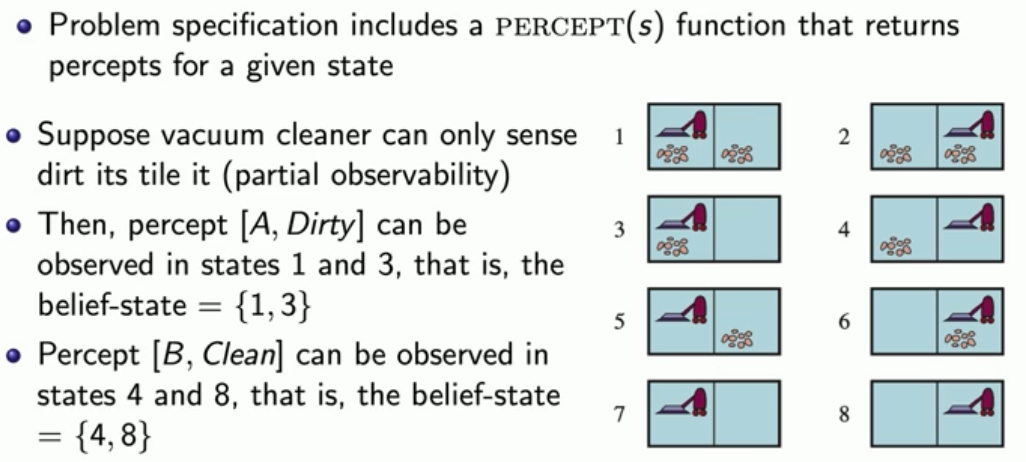 Problem specification includes a PERCEPT(s) function that returns
percepts for a given state
Suppose vacuum cleaner can only sense
dirt its tile it (partial observability)
Then, percept [A, Dirty] can be
observed in states 1 and 3, that is, the
belief-state = {1, 3}
Percept [B, Clean] can be observed in
states 4 and 8, that is, the belief-state
= {4, 8}
1 2
3 4
5 6
7 8